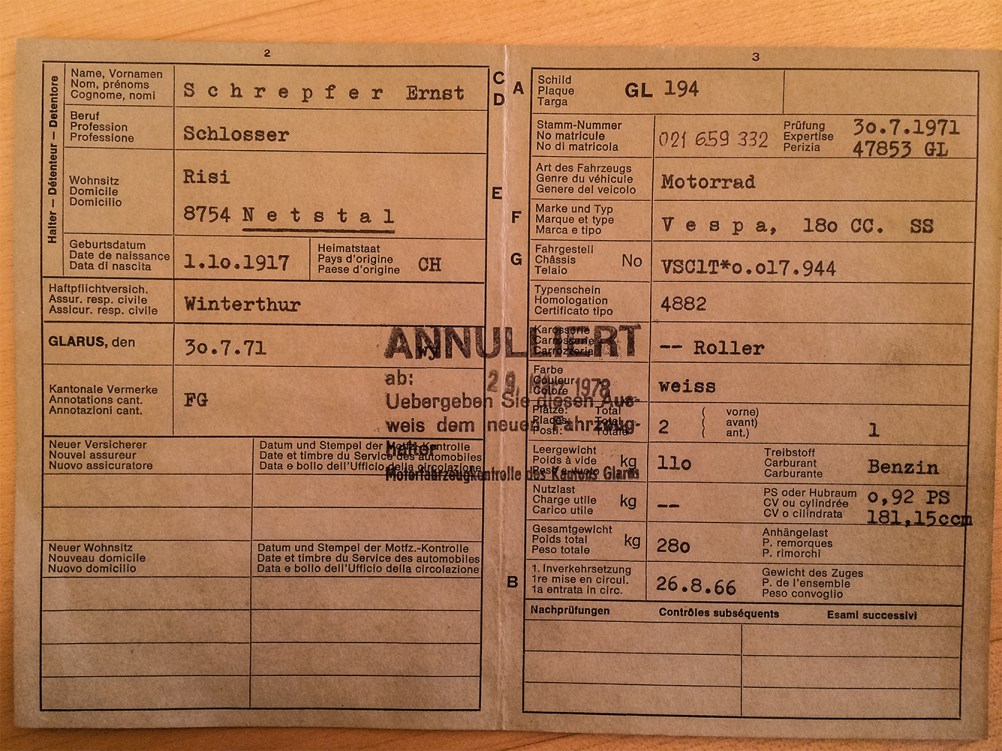 2
Halter — Détenteur — Detentore
Name, Vornamen
Nom, prénoms
Cognome, nomi
Schrepfer Ernst
Beruf
Profession
Professione
Schlosser
Wohnsitz
Domicile
Domicilio
Risi
8754 Netstal
Geburtsdatum
Date de naissance
Data di nascita
1.10.1917
Heimatstaat
Pays d'origine
Paese d'origine
CH
Haftpflichtversich.
Assur. resp. civile
Assicur. resp. civile
Winterthur
GLARUS, den
30.7.71
Kantonale Vermerke
Annotations cant.
Annotazioni cant.
FG
ANNULLIERT
ab:
29. März 1978
Uebergeben Sie diesen Aus-
weis dem neuen Fahrzeug-
Halter
Motorfahrzeugkontrolle des Kantons Glarus
Neuer Versicherer
Nouvel assureur
Nuovo assicuratore
Datum und Stempel der Motfz.-Kontrolle
Date et timbre du Service des automobiles
Data e bollo dell'Ufficio della circolazione
Neuer Wohnsitz
Nouveau domicile
Nuovo domicilio
Datum und Stempel der Motfz.-Kontrolle
Date et timbre du Service des automobiles
Data e bollo dell'Ufficio della circolazione
C
D
E
3
A
Schild
Plaque
Targa
GL 194
Stamm-Nummer
No matricule
No di matricola
021 659 332
Prüfung
Expertise
Perizia
30.7.1971
47853 GL
Art des Fahrzeugs
Genre du véhicule
Genere del veicolo
Motorrad
F
Marke und Typ
Marque et type
Marca e tipo
Vespa, 180 CC. SS
G
Fahrgestell
Châssis No
Telaio
VSC1T*0.017.944
Typenschein
Homologation
Certificato tipo
4882
Karosserie
Carrosserie
Carrozzeria
-- Roller
Farbe
Couleur
Colore
weiss
Plätze: Total
Places: Total
Posti: Totale
2
( vorne)
( avant)
( ant.)
1
Leergewicht
Poids à vide kg
Peso a vuoto
110
Treibstoff
Carburant
Carburante
Benzin
Nutzlast
Charge utile kg
Carico utile
--
PS oder Hubraum
CV ou cylindrée
CV o cilindrata
0,92 PS
181,15ccm
Gesamtgewicht
Poids total kg
Peso totale
280
Anhängelast
P. remorques
P. rimorchi
B
1. Inverkehrsetzung
1re mise en circul.
1a entrata in circ.
26.8.66
Gewicht des Zuges
P. de l'ensemble
Peso convoglio
Nachprüfungen Contrôles subséquents Esami successivi